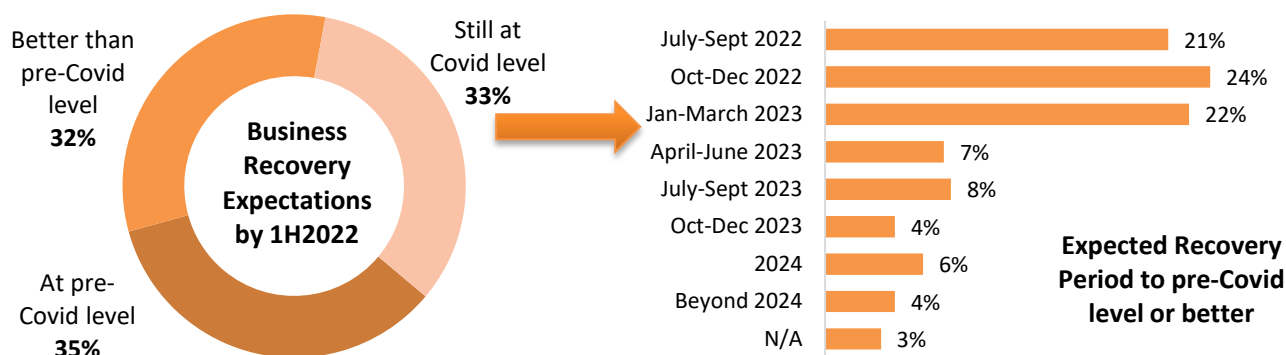 Better than
pre-Covid
level
32%
Still at
Covid level
33%
Business
Recovery
Expectations
by 1H2022
At pre-
Covid level
35%
July-Sept 2022 21%
Oct-Dec 2022 24%
Jan-March 2023 22%
April-June 2023 7%
July-Sept 2023 8%
Oct-Dec 2023 4%
2024 6%
Beyond 2024 4%
N/A 3%
Expected Recovery
Period to pre-Covid
level or better